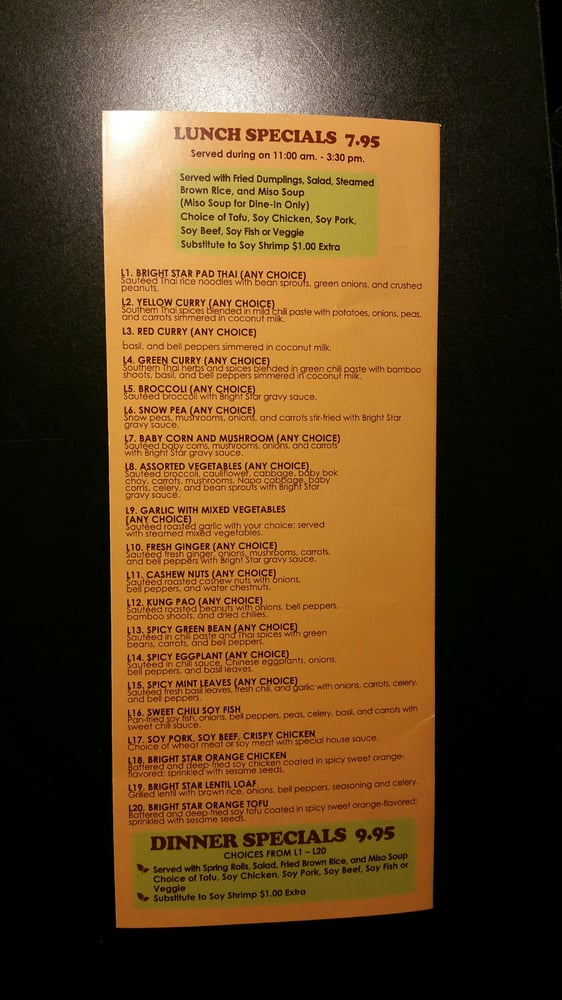 LUNCH SPECIALS 7.95
Served during on 11:00 am. - 3:30 pm.
Served with Fried Dumplings, Salad, Steamed
Brown Rice, and Miso Soup
(Miso Soup for Dine-In Only)
Choice of Tofu, Soy Chicken, Soy Pork,
Soy Beef, Soy Fish or Veggie
Substitute to Soy Shrimp $1.00 Extra
L1. BRIGHT STAR PAD THAI (ANY CHOICE)
Sautéed Thai rice noodles with bean sprouts, green onions, and crushed
peanuts.
L2. YELLOW CURRY (ANY CHOICE)
Southern Thai spices blended in mild chili paste with potatoes, onions, peas,
and carrots simmered in coconut milk.
L3. RED CURRY (ANY CHOICE)
basil, and bell peppers simmered in coconut milk.
L4. GREEN CURRY (ANY CHOICE)
Southern Thai herbs and spices blended in green chili paste with bamboo
shoots, basil, and bell peppers simmered in coconut milk.
L5. BROCCOLI (ANY CHOICE)
Sautéed broccoli with Bright Star gravy sauce.
L6. SNOW PEA (ANY CHOICE)
Snow peas, mushrooms, onions, and carrots stir-fried with Bright Star
gravy sauce.
L7. BABY CORN AND MUSHROOM (ANY CHOICE)
Sautéed baby corns, mushrooms, onions, and carrots
with Bright Star gravy sauce.
L8. ASSORTED VEGETABLES (ANY CHOICE)
Sautéed broccoli, cauliflower, cabbage, baby bok
choy, carrots, mushrooms, Napa cabbage, baby
corns, celery, and bean sprouts with Bright Star
gravy sauce.
L9. GARLIC WITH MIXED VEGETABLES
(ANY CHOICE)
Sautéed roasted garlic with your choice; served
with steamed mixed vegetables.
L10. FRESH GINGER (ANY CHOICE)
Sautéed fresh ginger, onions, mushrooms, carrots,
and bell peppers with Bright Star gravy sauce.
L11. CASHEW NUTS (ANY CHOICE)
Sautéed roasted cashew nuts with onions,
bell peppers, and water chestnuts.
L12. KUNG PAO (ANY CHOICE)
Sautéed roasted peanuts with onions, bell peppers,
bamboo shoots, and dried chilies.
L13. SPICY GREEN BEAN (ANY CHOICE)
Sautéed in chili paste and Thai spices with green
beans, carrots, and bell peppers.
L14. SPICY EGGPLANT (ANY CHOICE)
Sautéed in chili sauce, Chinese eggplants, onions,
bell peppers, and basil leaves.
L15. SPICY MINT LEAVES (ANY CHOICE)
Sautéed fresh basil leaves, fresh chili, and garlic with onions, carrots, celery,
and bell peppers.
L16. SWEET CHILI SOY FISH
Pan-fried soy fish, onions, bell peppers, peas, celery, basil, and carrots with
sweet chili sauce.
L17. SOY PORK, SOY BEEF, CRISPY CHICKEN
Choice of wheat meat or soy meat with special house sauce.
L18. BRIGHT STAR ORANGE CHICKEN
Battered and deep-fried soy chicken coated in spicy sweet orange-
flavored; sprinkled with sesame seeds.
L19. BRIGHT STAR LENTIL LOAF
Grilled lentil with brown rice, onions, bell peppers, seasoning and celery.
L20. BRIGHT STAR ORANGE TOFU
Battered and deep-fried soy tofu coated in spicy sweet orange-flavored;
sprinkled with sesame seeds.
DINNER SPECIALS 9.95
CHOICES FROM L1 – L20
Served with Spring Rolls, Salad, Fried Brown Rice, and Miso Soup
Choice of Tofu, Soy Chicken, Soy Pork, Soy Beef, Soy Fish or
Veggie
Substitute to Soy Shrimp $1.00 Extra